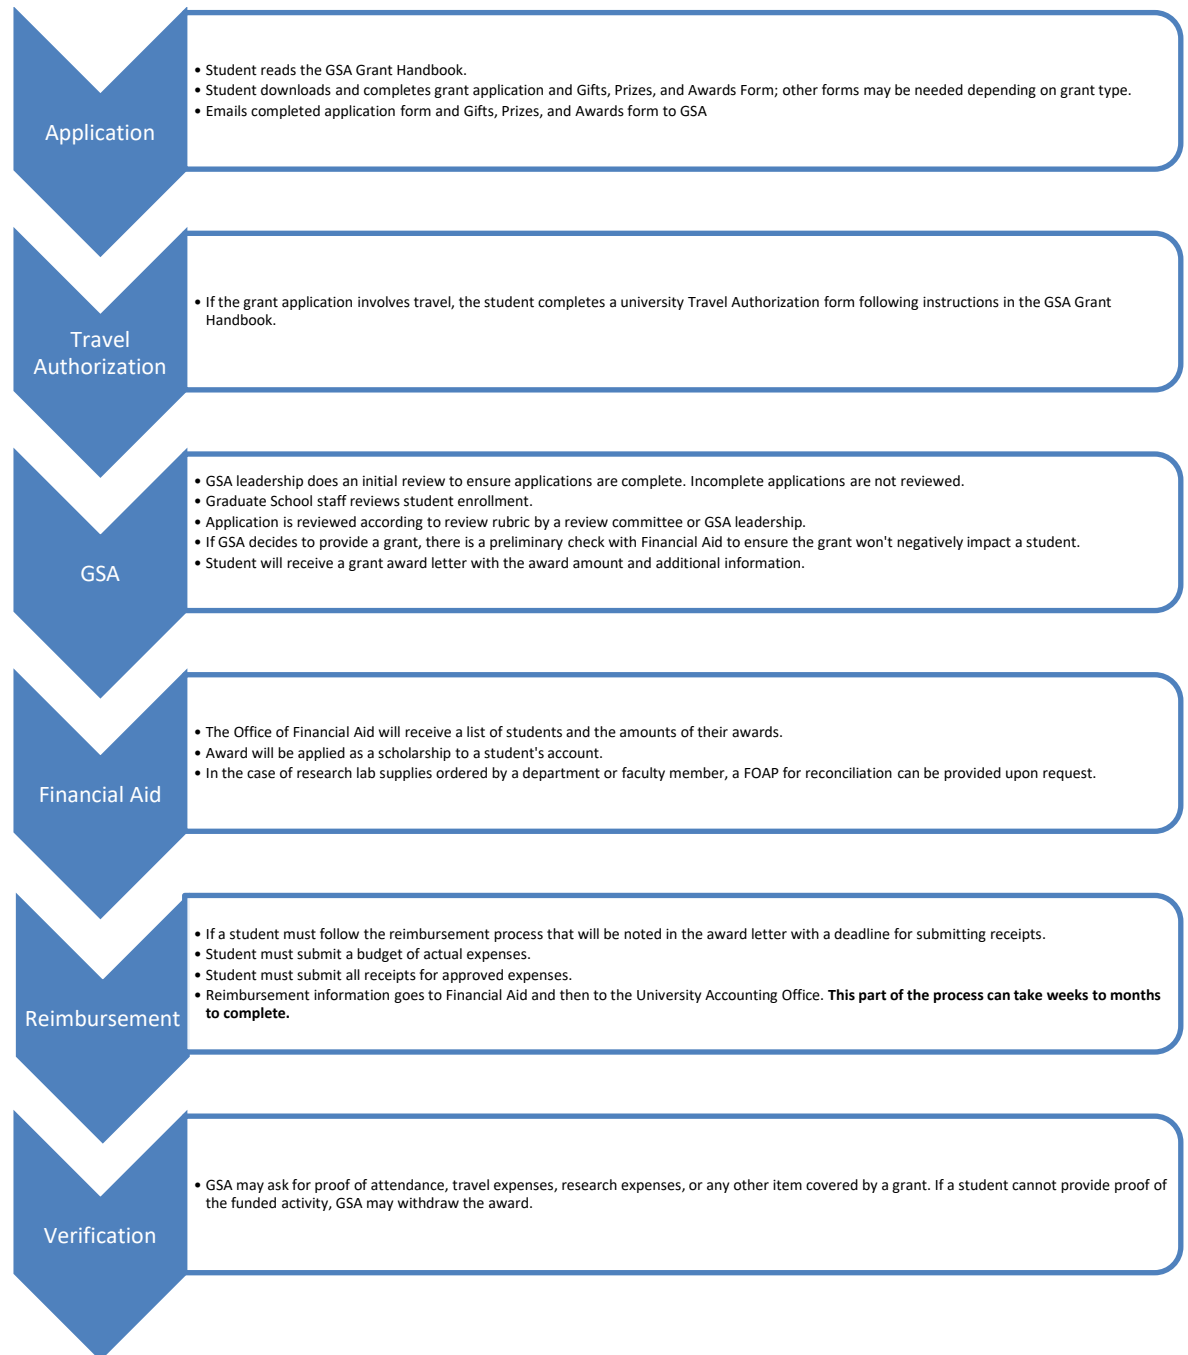 Application
• Student reads the GSA Grant Handbook.
• Student downloads and completes grant application and Gifts, Prizes, and Awards Form; other forms may be needed depending on grant type.
• Emails completed application form and Gifts, Prizes, and Awards form to GSA
Travel
Authorization
• If the grant application involves travel, the student completes a university Travel Authorization form following instructions in the GSA Grant
Handbook.
GSA
• GSA leadership does an initial review to ensure applications are complete. Incomplete applications are not reviewed.
• Graduate School staff reviews student enrollment.
• Application is reviewed according to review rubric by a review committee or GSA leadership.
• If GSA decides to provide a grant, there is a preliminary check with Financial Aid to ensure the grant won't negatively impact a student.
• Student will receive a grant award letter with the award amount and additional information.
Financial Aid
• The Office of Financial Aid will receive a list of students and the amounts of their awards.
• Award will be applied as a scholarship to a student's account.
• In the case of research lab supplies ordered by a department or faculty member, a FOAP for reconciliation can be provided upon request.
Reimbursement
• If a student must follow the reimbursement process that will be noted in the award letter with a deadline for submitting receipts.
• Student must submit a budget of actual expenses.
• Student must submit all receipts for approved expenses.
• Reimbursement information goes to Financial Aid and then to the University Accounting Office. This part of the process can take weeks to months
to complete.
Verification
• GSA may ask for proof of attendance, travel expenses, research expenses, or any other item covered by a grant. If a student cannot provide proof of
the funded activity, GSA may withdraw the award.